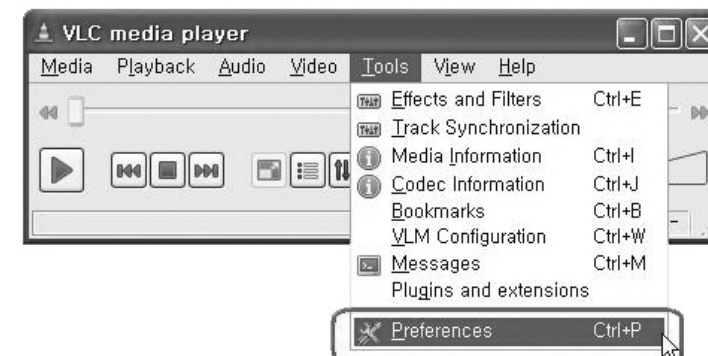 VLC media player
Media Playback Audio Video Tools View Help
Effects and Filters Ctrl+E
Track Synchronization
Media Information Ctrl+I
Codec Information Ctrl+J
Bookmarks Ctrl+B
VLM Configuration Ctrl+W
Messages Ctrl+M
Plugins and extensions
Preferences Ctrl+P